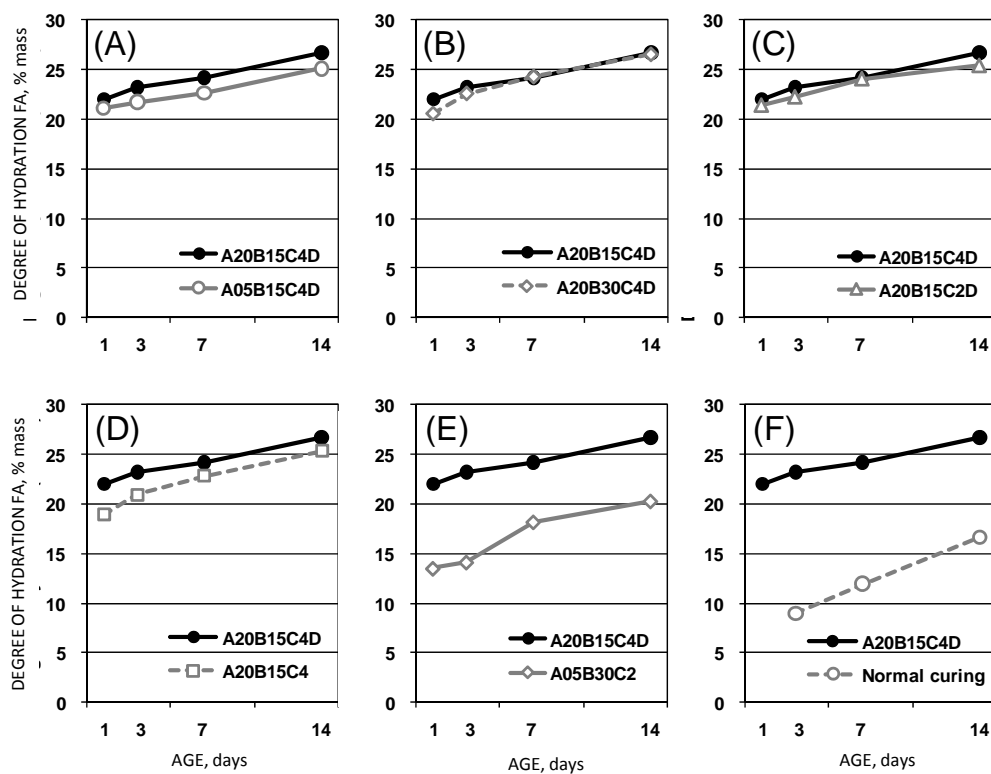 (A) (B) (C)
DEGREE OF HYDRATION FA, % mass
30
25
20
15
10
5
0
A20B15C4D
A05B15C4D
1 3 7 14
30
25
20
15
10
5
0
A20B15C4D
A20B30C4D
1 3 7 14
30
25
20
15
10
5
0
A20B15C4D
A20B15C2D
1 3 7 14
(D) (E) (F)
DEGREE OF HYDRATION FA, % mass
30
25
20
15
10
5
0
A20B15C4D
A20B15C4
1 3 7 14
AGE, days
30
25
20
15
10
5
0
A20B15C4D
A05B30C2
1 3 7 14
AGE, days
30
25
20
15
10
5
0
A20B15C4D
Normal curing
1 3 7 14
AGE, days